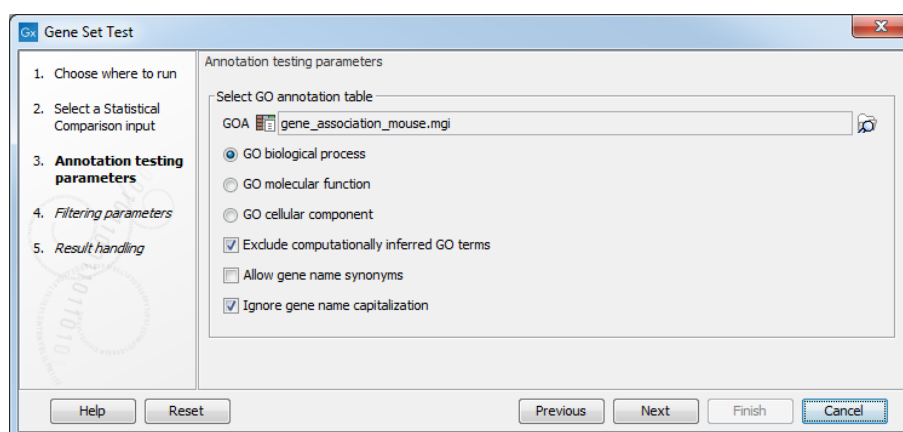 Gx Gene Set Test
1. Choose where to run
2. Select a Statistical
Comparison input
3. Annotation testing
parameters
4. Filtering parameters
5. Result handling
Annotation testing parameters
Select GO annotation table
GOA gene_association_mouse.mgi
GO biological process
GO molecular function
GO cellular component
Exclude computationally inferred GO terms
Allow gene name synonyms
Ignore gene name capitalization
Help Reset Previous Next Finish Cancel